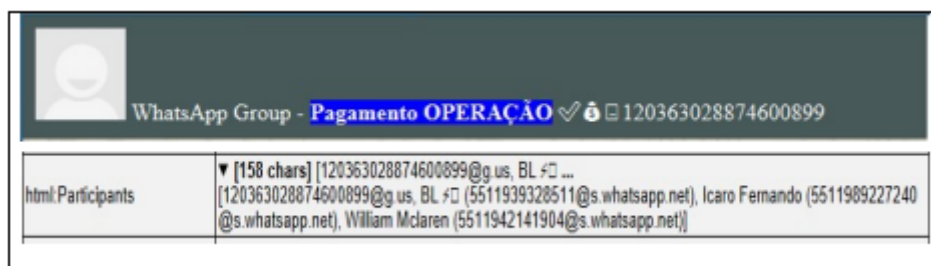 WhatsApp Group - Pagamento OPERAÇÃO ✅💰 120363028874600899
▼ [158 chars] [120363028874600899@g.us, BL ⚡ ...
html:Participants
[120363028874600899@g.us, BL ⚡ (5511939328511@s.whatsapp.net), Icaro Fernando (5511989227240
@s.whatsapp.net), William Mclaren (5511942141904@s.whatsapp.net)]